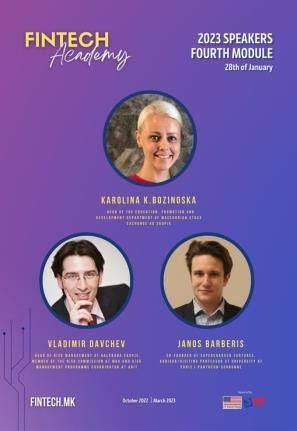 FINTECH
Academy
2023 SPEAKERS
FOURTH MODULE
28th of January
KAROLINA K.BOZINOSKA
HEAD OF THE EDUCATION, PROMOTION AND
DEVELOPMENT DEPARTMENT OF MACEDONIAN STOCK
EXCHANGE AD SKOPJE
VLADIMIR DAVCHEV
HEAD OF RISK MANAGEMENT AT HALKBANK SKOPJE,
MEMBER OF THE RISK COMMISSION AT MBA AND RISK
MANAGEMENT PROGRAMME COORDINATOR AT
JANOS BARBERIS
CO-FOUNDER OF SUPERCHARGER VENTURES,
ADVISOR/VISITING PROFESSOR AT UNIVERSITY OF
PARIS 1 PANTHEON-SORBONNE
FINTECH.MK
October 2022 | March 2023